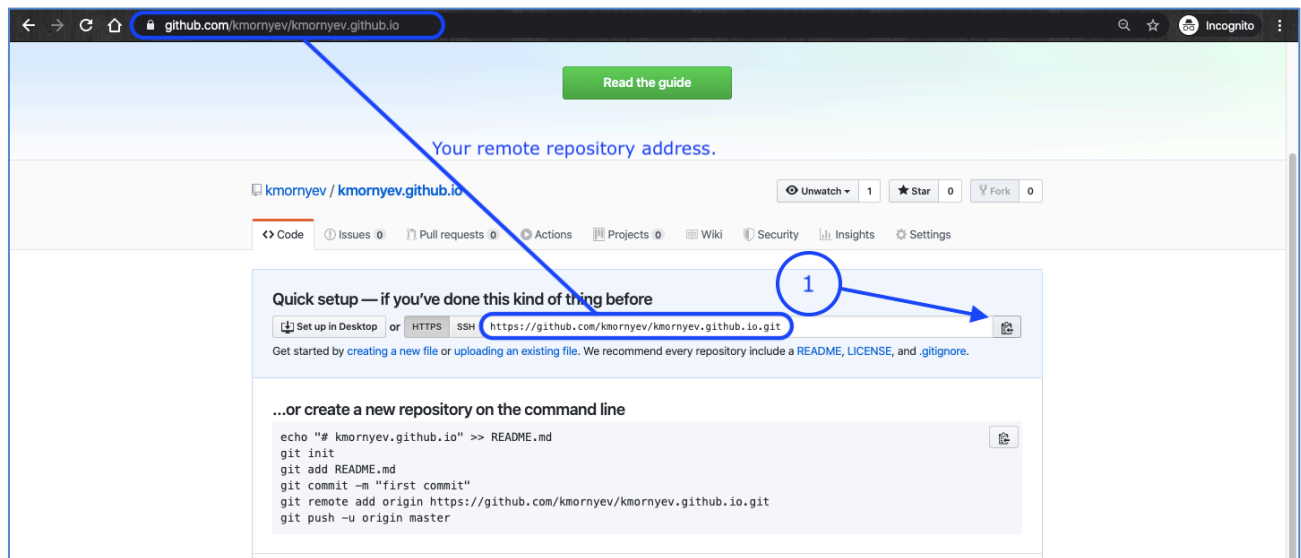 github.com/kmornyev/kmornyev.github.io
Incognito
Read the guide
Your remote repository address.
kmornyev / kmornyev.github.io
Unwatch 1 Star 0 Fork 0
Code Issues 0 Pull requests 0 Actions Projects 0 Wiki Security Insights Settings
1
Quick setup — if you've done this kind of thing before
Set up in Desktop or HTTPS SSH https://github.com/kmornyev/kmornyev.github.io.git
Get started by creating a new file or uploading an existing file. We recommend every repository include a README, LICENSE, and .gitignore.
...or create a new repository on the command line
echo "# kmornyev.github.io" >> README.md
git init
git add README.md
git commit -m "first commit"
git remote add origin https://github.com/kmornyev/kmornyev.github.io.git
git push -u origin master